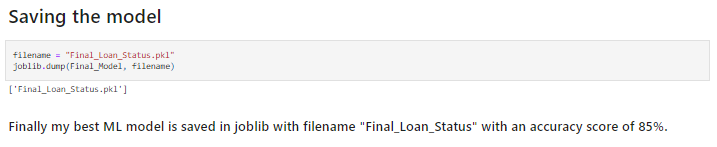 Saving the model
filename = "Final_Loan_Status.pkl"
joblib.dump(Final_Model, filename)
['Final_Loan_Status.pkl']
Finally my best ML model is saved in joblib with filename "Final_Loan_Status" with an accuracy score of 85%.